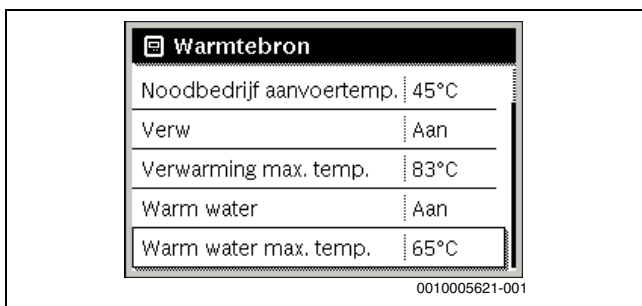 Warmtebron
Noodbedrijf aanvoertemp. 45°C
Verw Aan
Verwarming max. temp. 83°C
Warm water Aan
Warm water max. temp. 65°C
0010005621-001